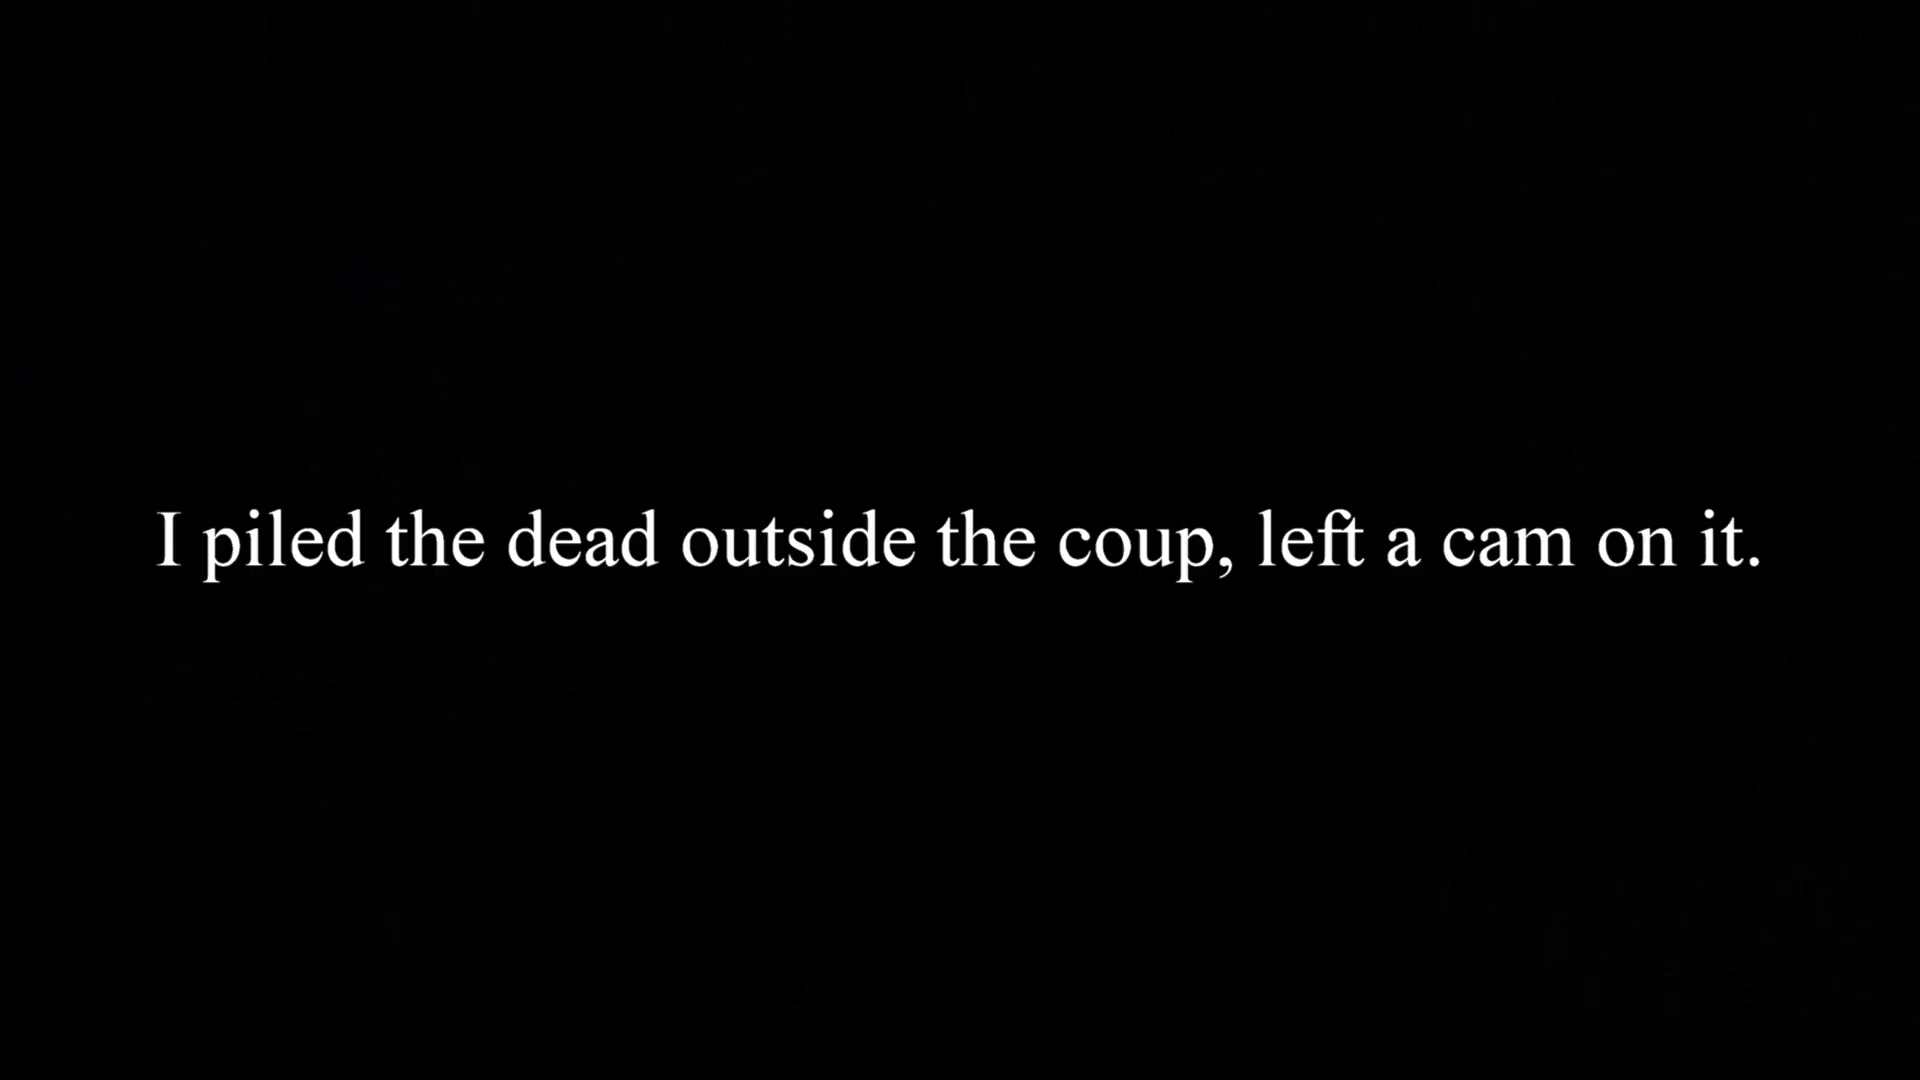 I piled the dead outside the coup, left a cam on it.